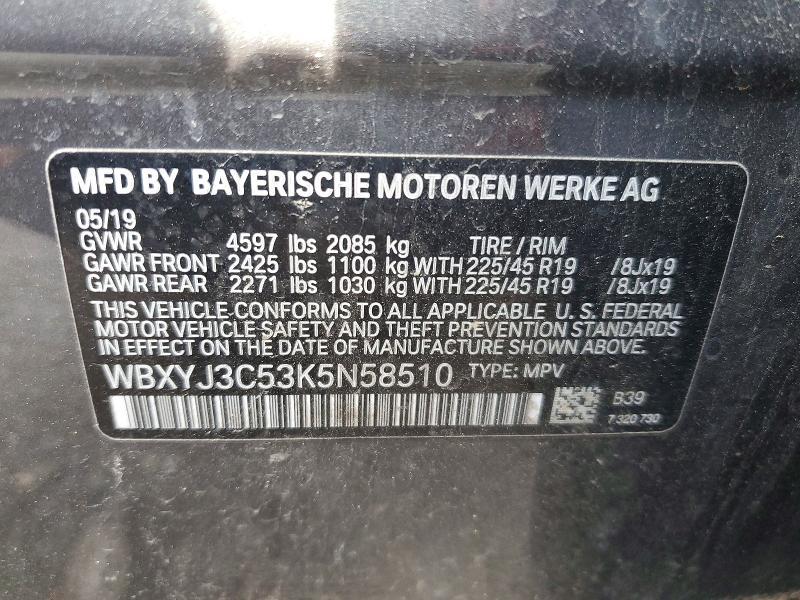 MFD BY BAYERISCHE MOTOREN WERKE AG
05/19
GVWR 4597 lbs 2085 kg TIRE / RIM
GAWR FRONT 2425 lbs 1100 kg WITH 225/45 R19 /8Jx19
GAWR REAR 2271 lbs 1030 kg WITH 225/45 R19 /8Jx19
THIS VEHICLE CONFORMS TO ALL APPLICABLE U. S. FEDERAL
MOTOR VEHICLE SAFETY AND THEFT PREVENTION STANDARDS
IN EFFECT ON THE DATE OF MANUFACTURE SHOWN ABOVE.
WBXYJ3C53K5N58510 TYPE: MPV
B39
7 320 730